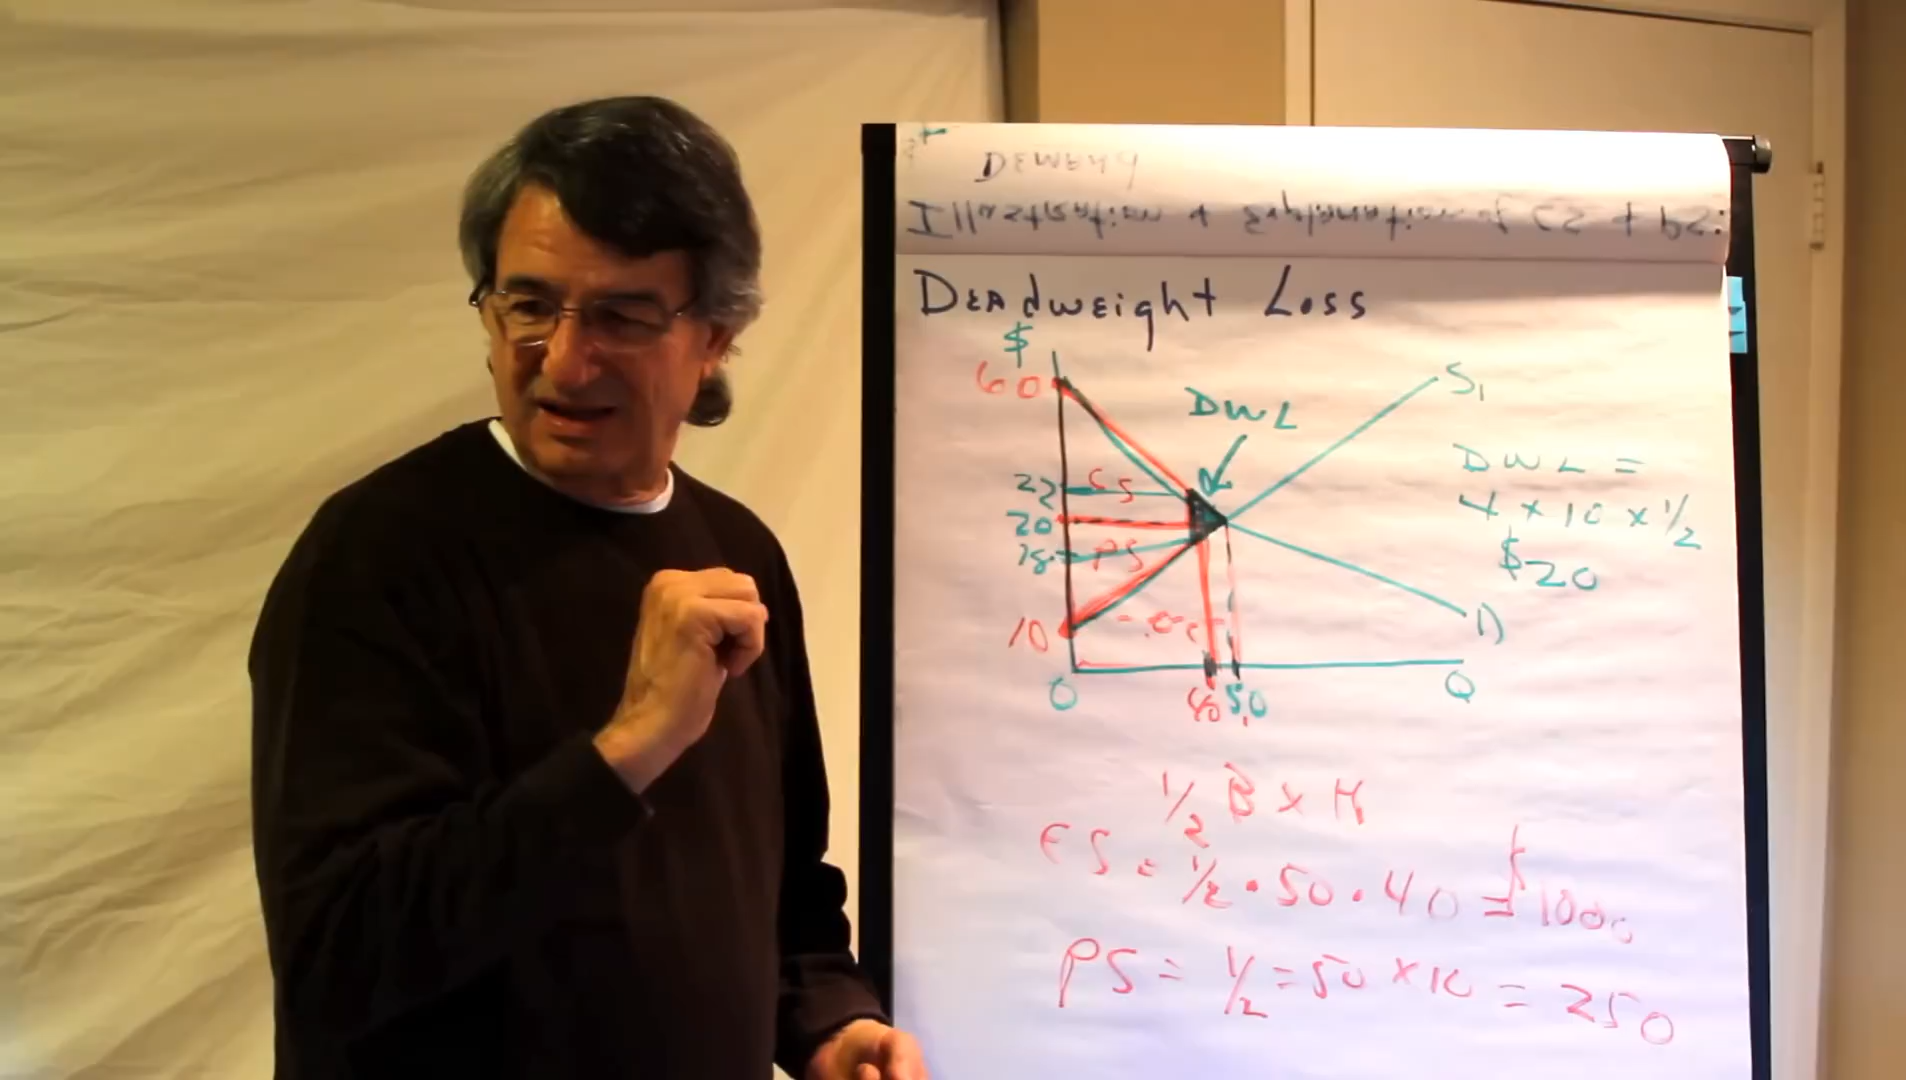 Deadweight Loss
$
60
S1
DWL
DWL =
22
CS
4 x 10 x 1/2
20
$20
18
PS
10
D
0
40
50
Q
1/2 B x H
CS = 1/2 · 50 · 40 = $1000
PS = 1/2 = 50 x 10 = 250